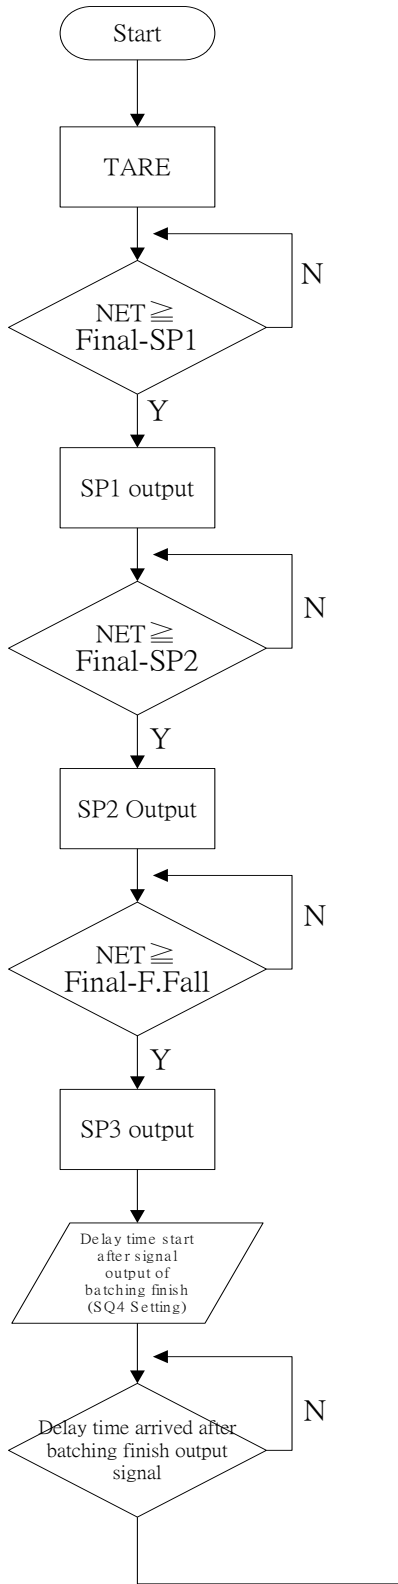 Start
TARE
NET≧
Final-SP1
N
Y
SP1 output
NET≧
Final-SP2
N
Y
SP2 Output
NET≧
Final-F.Fall
N
Y
SP3 output
Delay time start
after signal
output of
batching finish
(SQ4 Setting)
Delay time arrived after
batching finish output
signal
N